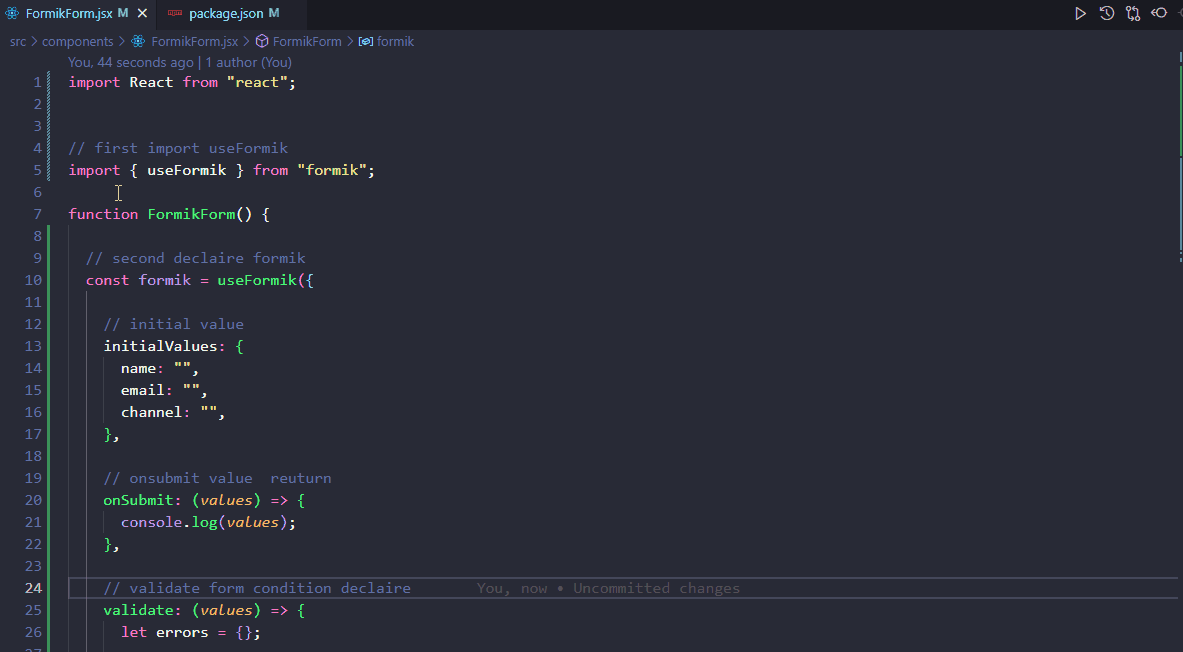 FormikForm.jsx M package.json M
src > components > FormikForm.jsx > FormikForm > formik
You, 44 seconds ago | 1 author (You)
1 import React from "react";
2
3
4 // first import useFormik
5 import { useFormik } from "formik";
6
7 function FormikForm() {
8
9 // second declaire formik
10 const formik = useFormik({
11
12 // initial value
13 initialValues: {
14 name: "",
15 email: "",
16 channel: "",
17 },
18
19 // onsubmit value  reuturn
20 onSubmit: (values) => {
21 console.log(values);
22 },
23
24 // validate form condition declaire You, now • Uncommitted changes
25 validate: (values) => {
26 let errors = {};
27